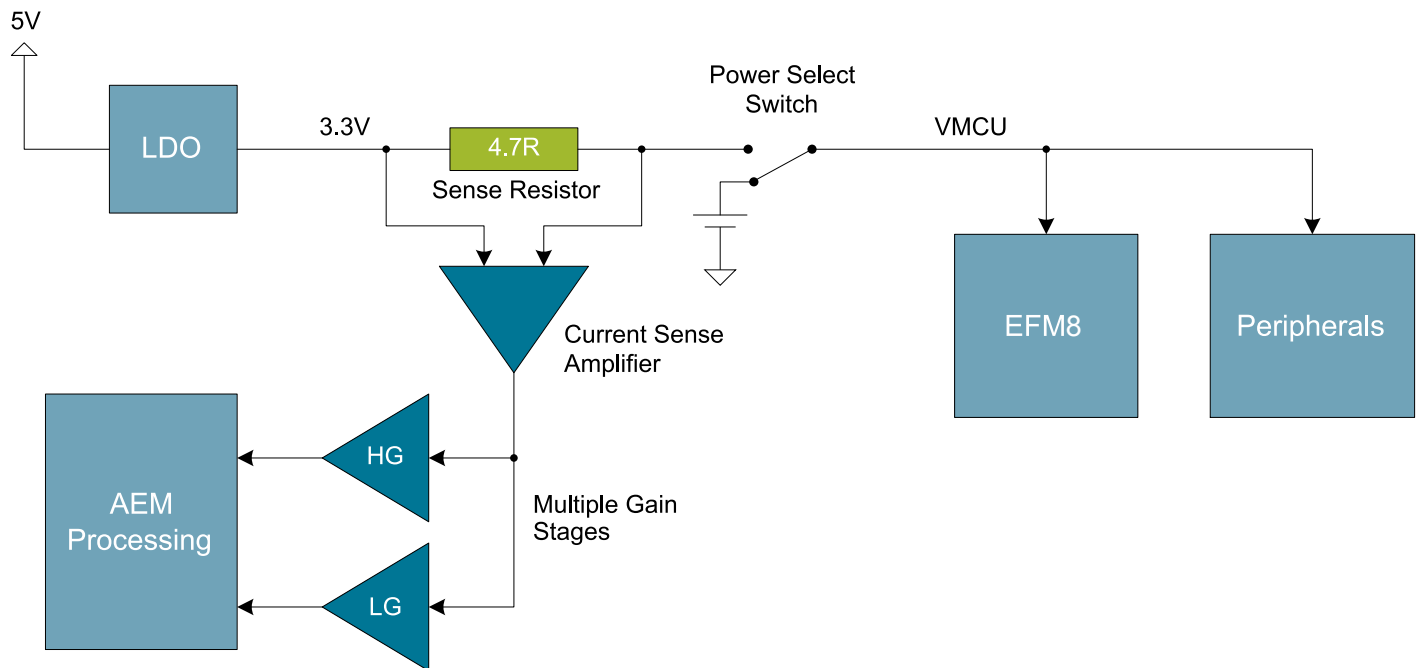 5V
LDO
3.3V
4.7R
Sense Resistor
Power Select
Switch
VMCU
EFM8
Peripherals
Current Sense
Amplifier
HG
LG
Multiple Gain
Stages
AEM
Processing